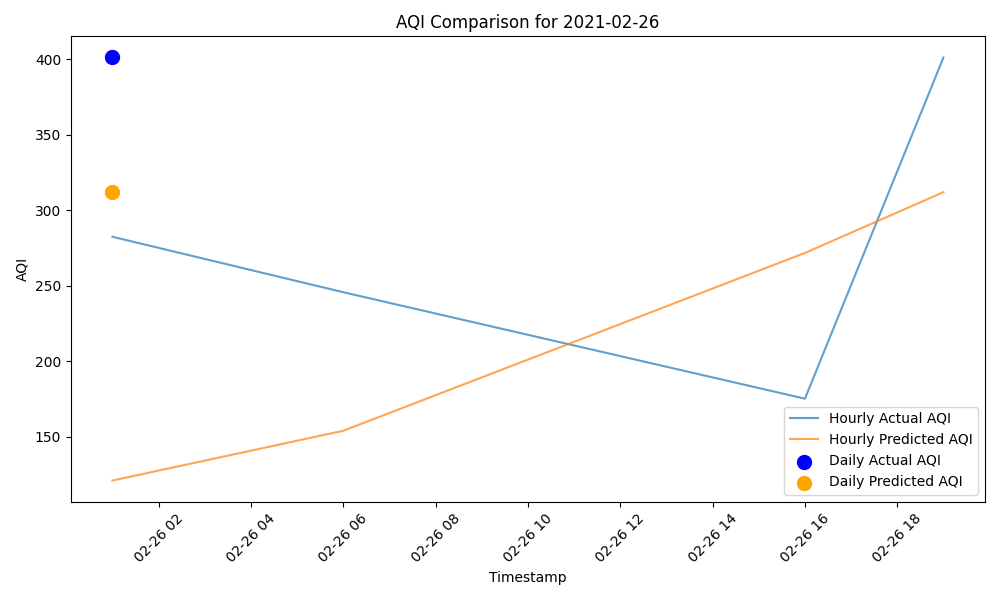 AQI Comparison for 2021-02-26
AQI
400
350
300
250
200
150
02-26 02
02-26 04
02-26 06
02-26 08
02-26 10
02-26 12
02-26 14
02-26 16
02-26 18
Timestamp
Hourly Actual AQI
Hourly Predicted AQI
Daily Actual AQI
Daily Predicted AQI